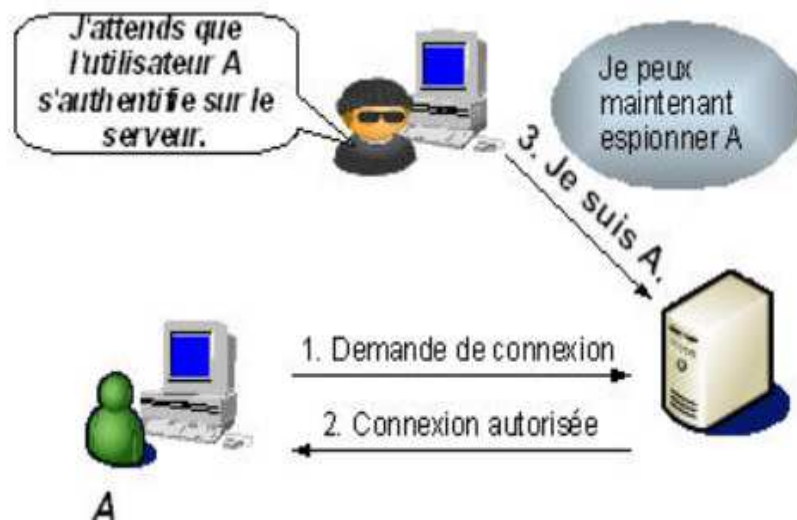 J'attends que
l'utilisateur A
s'authentifie sur le
serveur.
Je peux
maintenant
espionner A
3. Je suis A.
1. Demande de connexion
2. Connexion autorisée
A